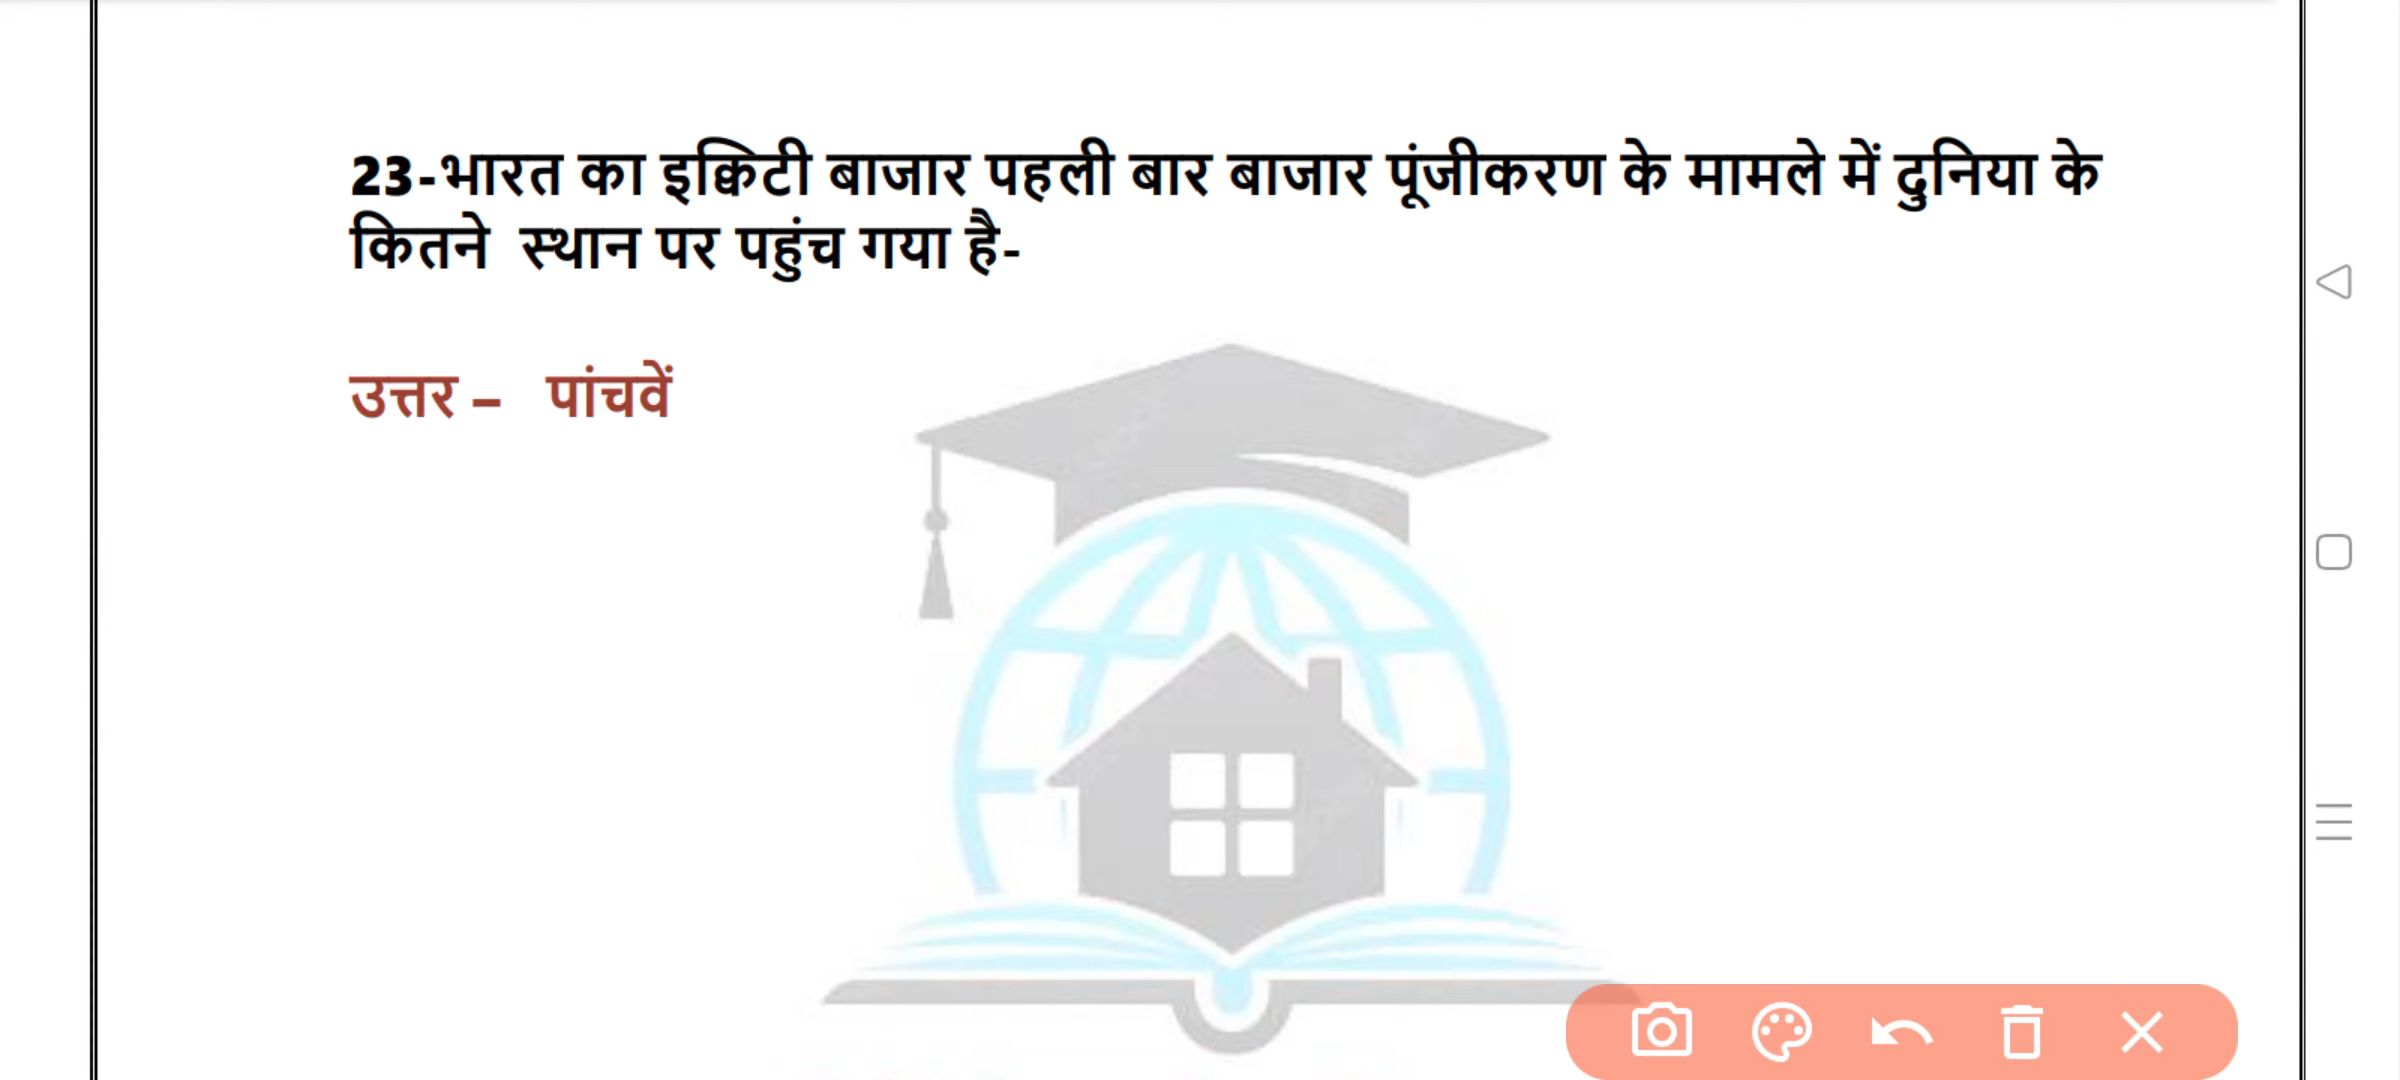 23-भारत का इक्विटी बाजार पहली बार बाजार पूंजीकरण के मामले में दुनिया के
कितने स्थान पर पहुंच गया है-
उत्तर – पांचवें